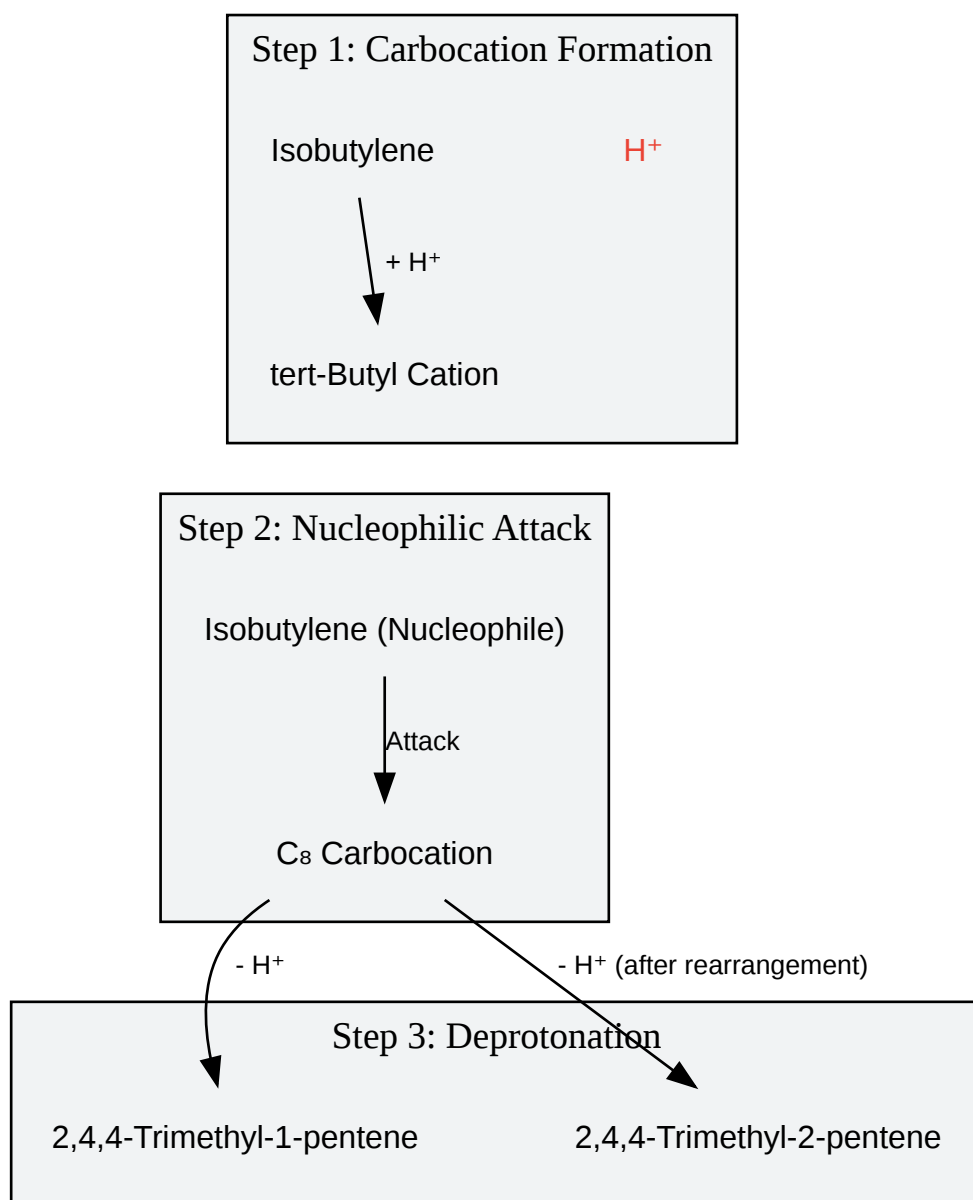 Step 1: Carbocation Formation
Isobutylene
H⁺
+ H⁺
tert-Butyl Cation
Step 2: Nucleophilic Attack
Isobutylene (Nucleophile)
Attack
C₈ Carbocation
- H⁺
- H⁺ (after rearrangement)
Step 3: Deprotonation
2,4,4-Trimethyl-1-pentene
2,4,4-Trimethyl-2-pentene